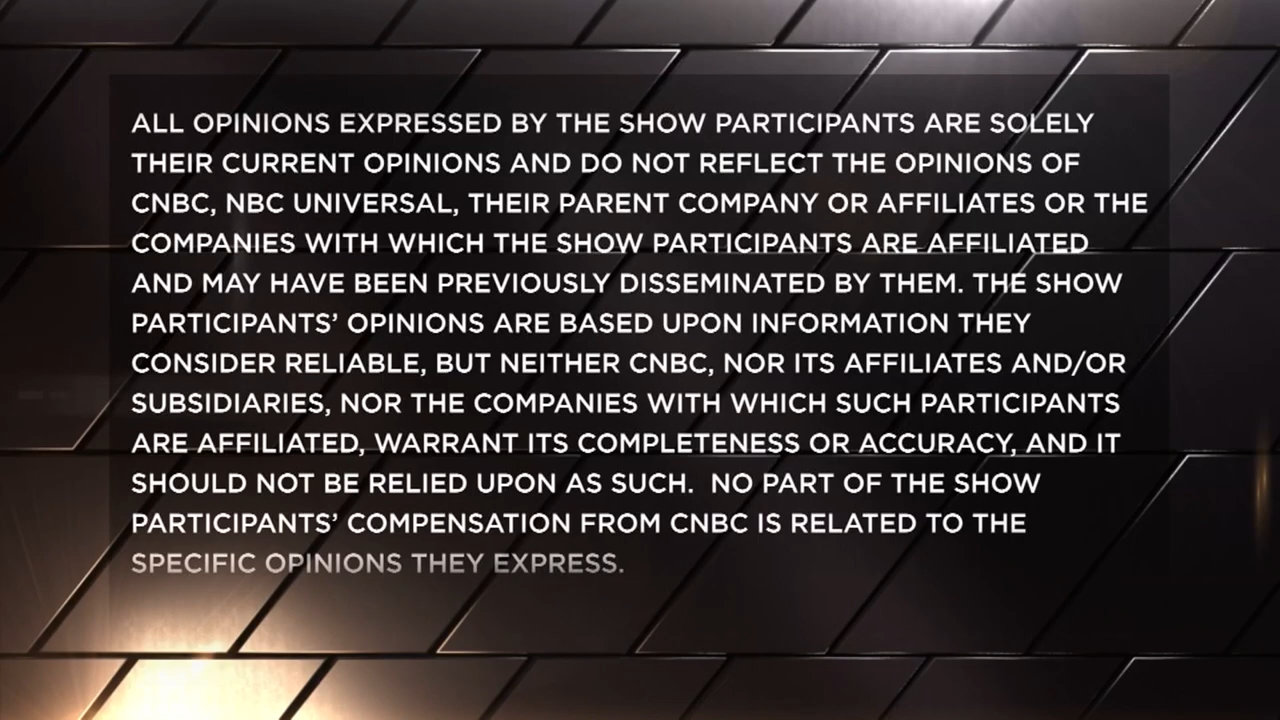 ALL OPINIONS EXPRESSED BY THE SHOW PARTICIPANTS ARE SOLELY
THEIR CURRENT OPINIONS AND DO NOT REFLECT THE OPINIONS OF
CNBC, NBC UNIVERSAL, THEIR PARENT COMPANY OR AFFILIATES OR THE
COMPANIES WITH WHICH THE SHOW PARTICIPANTS ARE AFFILIATED
AND MAY HAVE BEEN PREVIOUSLY DISSEMINATED BY THEM. THE SHOW
PARTICIPANTS’ OPINIONS ARE BASED UPON INFORMATION THEY
CONSIDER RELIABLE, BUT NEITHER CNBC, NOR ITS AFFILIATES AND/OR
SUBSIDIARIES, NOR THE COMPANIES WITH WHICH SUCH PARTICIPANTS
ARE AFFILIATED, WARRANT ITS COMPLETENESS OR ACCURACY, AND IT
SHOULD NOT BE RELIED UPON AS SUCH.  NO PART OF THE SHOW
PARTICIPANTS’ COMPENSATION FROM CNBC IS RELATED TO THE
SPECIFIC OPINIONS THEY EXPRESS.